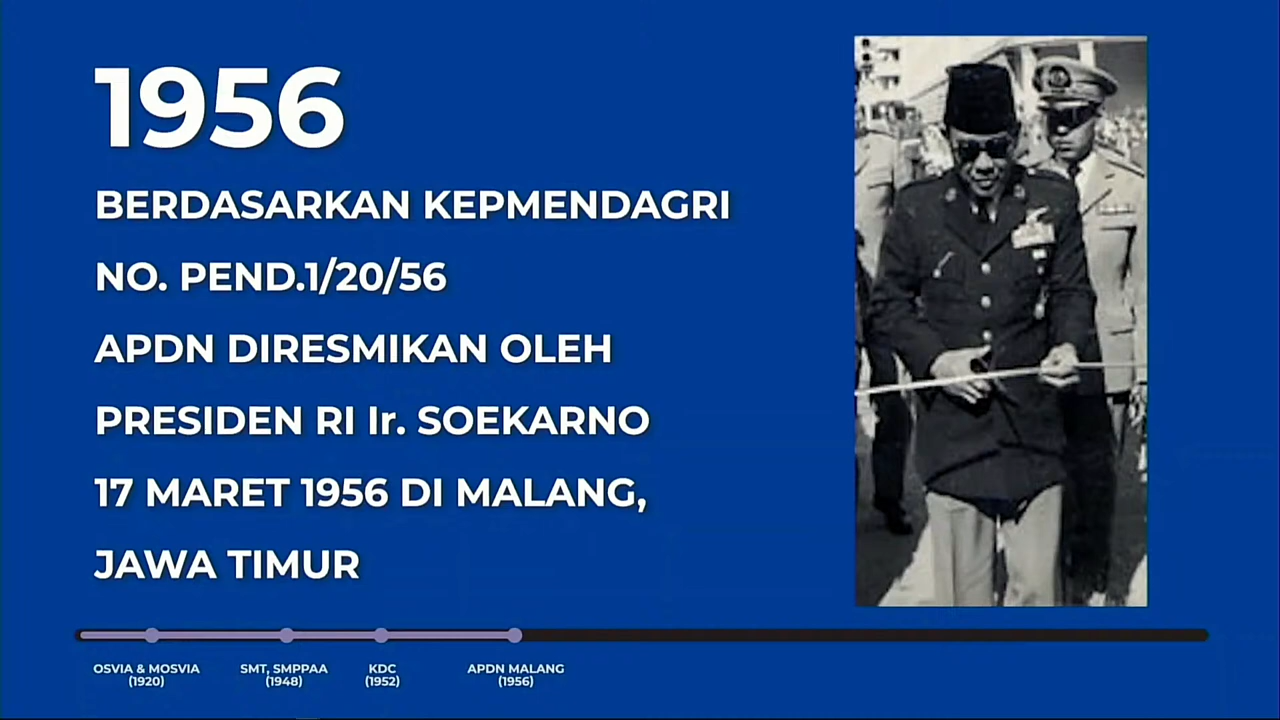 1956
BERDASARKAN KEPMENDAGRI
NO. PEND.1/20/56
APDN DIRESMIKAN OLEH
PRESIDEN RI Ir. SOEKARNO
17 MARET 1956 DI MALANG,
JAWA TIMUR
OSVIA & MOSVIA
(1920)
SMT, SMPPAA
(1948)
KDC
(1952)
APDN MALANG
(1956)